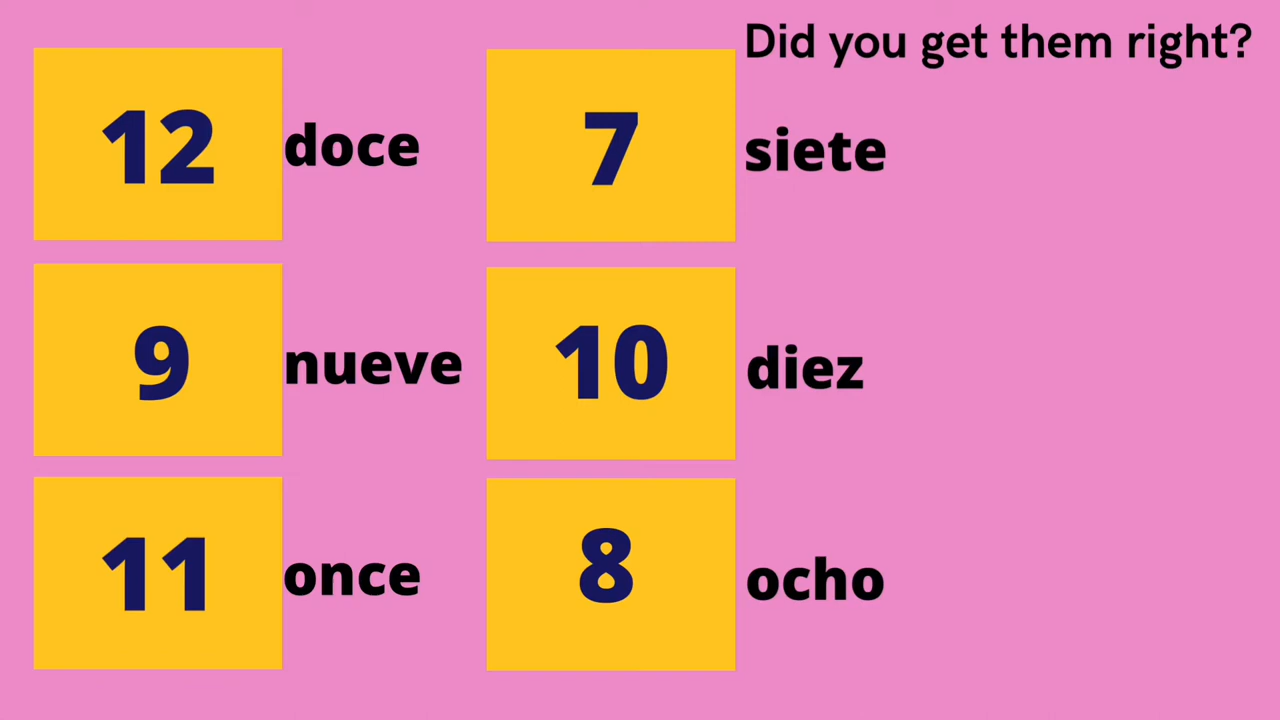 Did you get them right?
12 doce 7 siete
9 nueve 10 diez
11 once 8 ocho